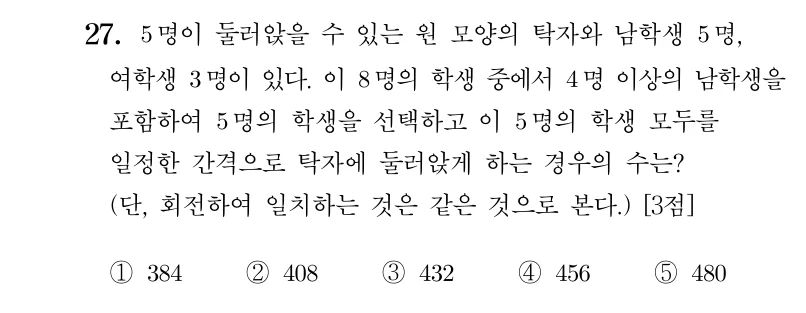 27. 5명이 둘러앉을 수 있는 원 모양의 탁자와 남학생 5명,
여학생 3명이 있다. 이 8명의 학생 중에서 4명 이상의 남학생을
포함하여 5명의 학생을 선택하고 이 5명의 학생 모두를
일정한 간격으로 탁자에 둘러앉게 하는 경우의 수는?
(단, 회전하여 일치하는 것은 같은 것으로 본다.) [3점]
① 384 ② 408 ③ 432 ④ 456 ⑤ 480